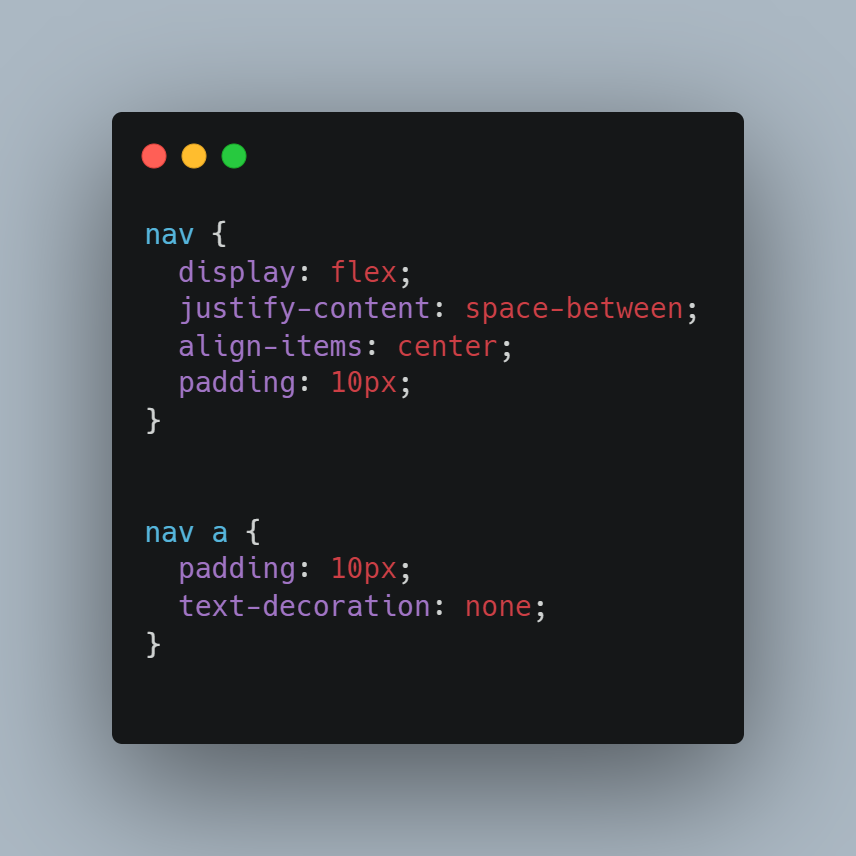 nav {
  display: flex;
  justify-content: space-between;
  align-items: center;
  padding: 10px;
}
nav a {
  padding: 10px;
  text-decoration: none;
}